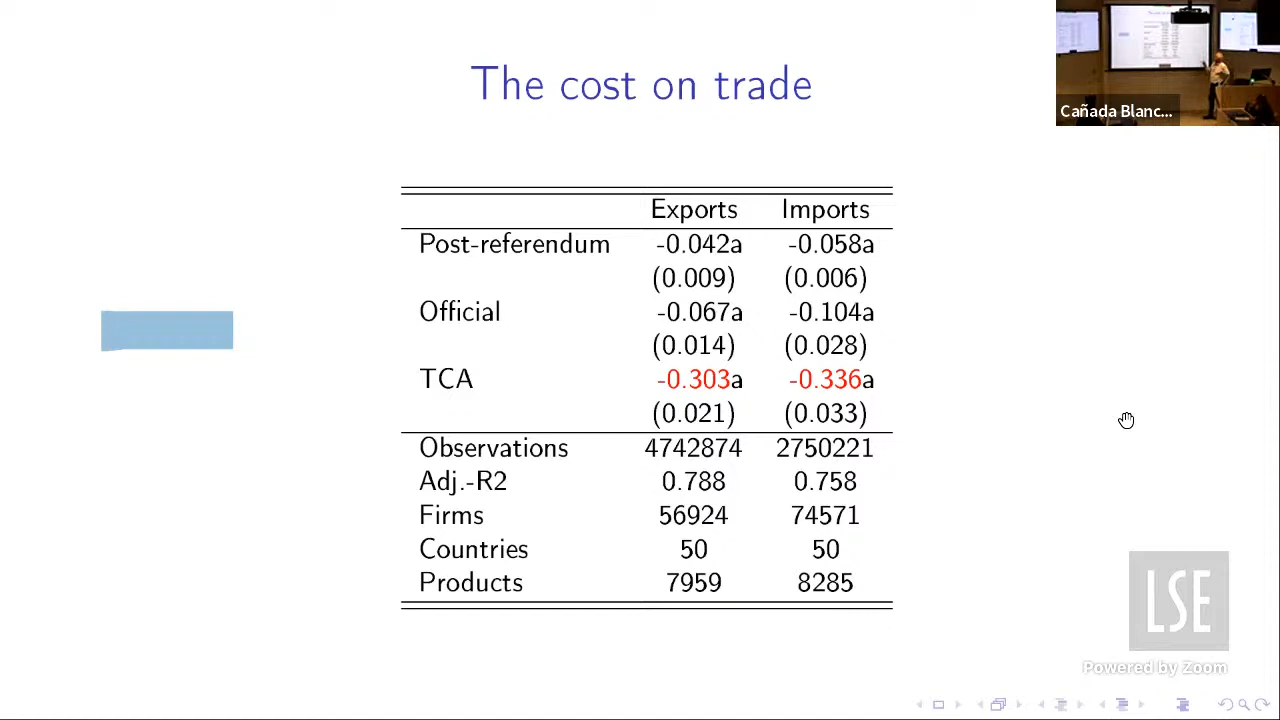 The cost on trade
Cañada Blanc...
Exports Imports
Post-referendum -0.042a -0.058a
(0.009) (0.006)
Official -0.067a -0.104a
(0.014) (0.028)
TCA -0.303a -0.336a
(0.021) (0.033)
Observations 4742874 2750221
Adj.-R2 0.788 0.758
Firms 56924 74571
Countries 50 50
Products 7959 8285
LSE
Powered by Zoom